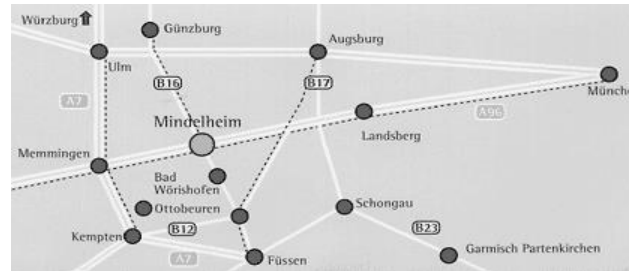 Würzburg
Günzburg
Augsburg
Ulm
B16
B17
Münche
A7
Mindelheim
A96
Landsberg
Memmingen
Bad
Wörishofen
Ottobeuren
Schongau
Kempten
B12
B23
A7
Füssen
Garmisch Partenkirchen